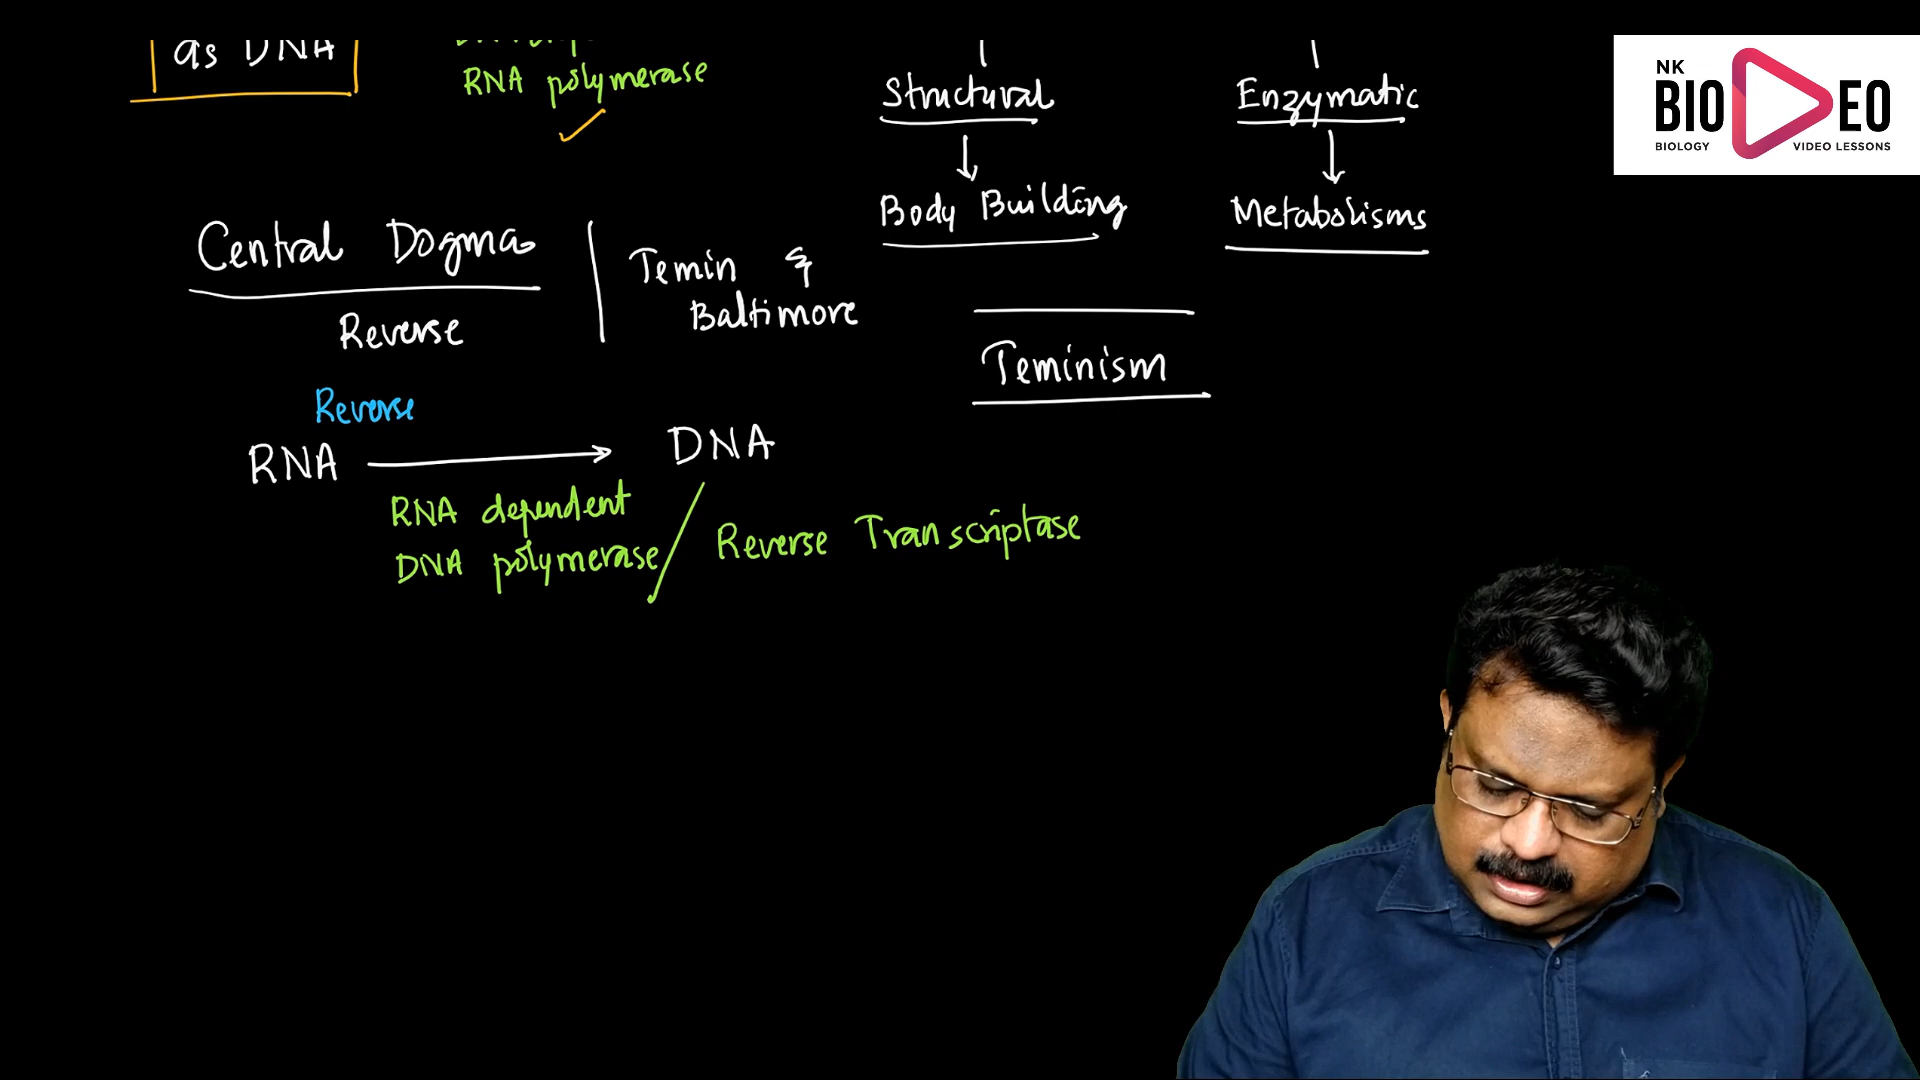 as DNA
RNA polymerase
Structural
Enzymatic
Body Building
Metabolisms
Central Dogma
Reverse
Temin &
Baltimore
Teminism
Reverse
RNA → DNA
RNA dependent
DNA polymerase / Reverse Transcriptase
NK
BIO EO
BIOLOGY VIDEO LESSONS